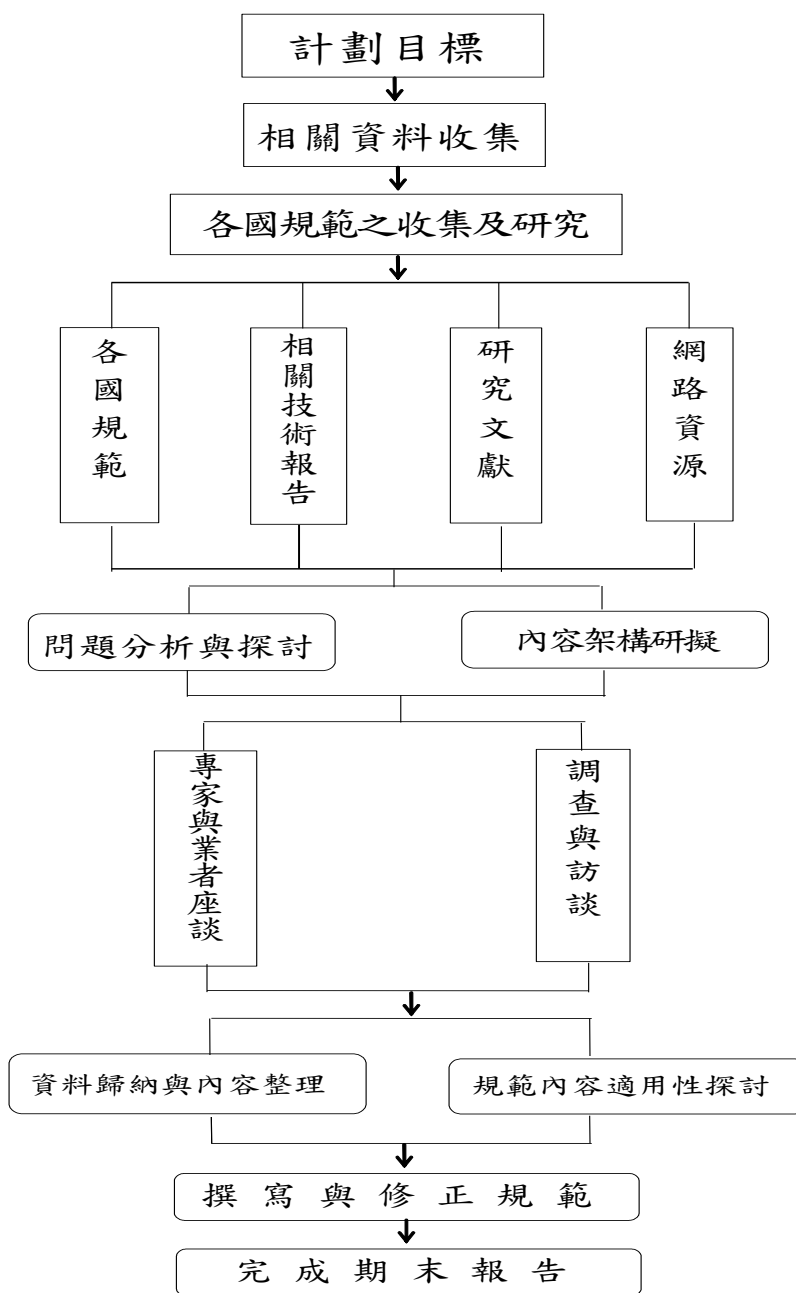 計劃目標
相關資料收集
各國規範之收集及研究
各國規範
相關技術報告
研究文獻
網路資源
問題分析與探討
內容架構研擬
專家與業者座談
調查與訪談
資料歸納與內容整理
規範內容適用性探討
撰寫與修正規範
完成期末報告